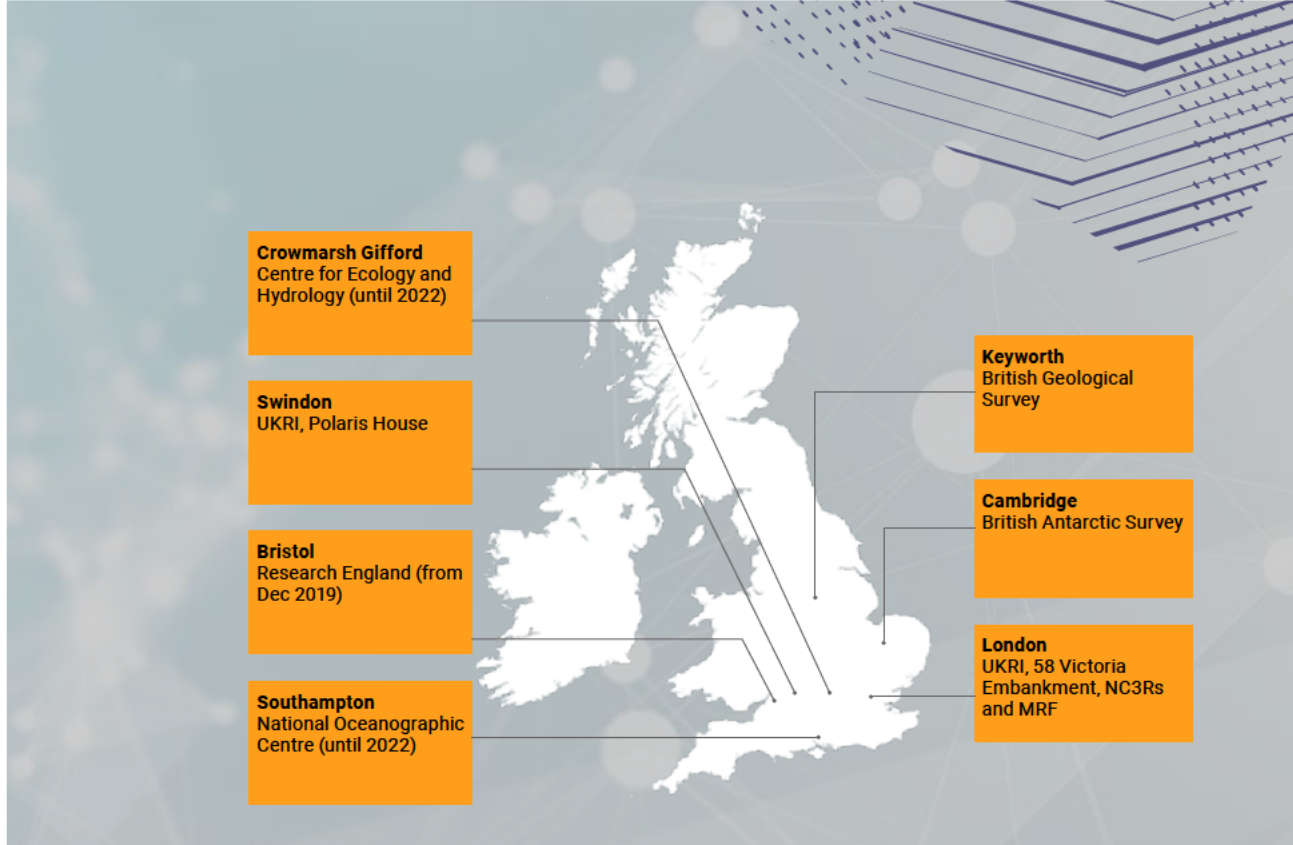 Crowmarsh Gifford
Centre for Ecology and
Hydrology (until 2022)
Swindon
UKRI, Polaris House
Bristol
Research England (from
Dec 2019)
Southampton
National Oceanographic
Centre (until 2022)
Keyworth
British Geological
Survey
Cambridge
British Antarctic Survey
London
UKRI, 58 Victoria
Embankment, NC3Rs
and MRF